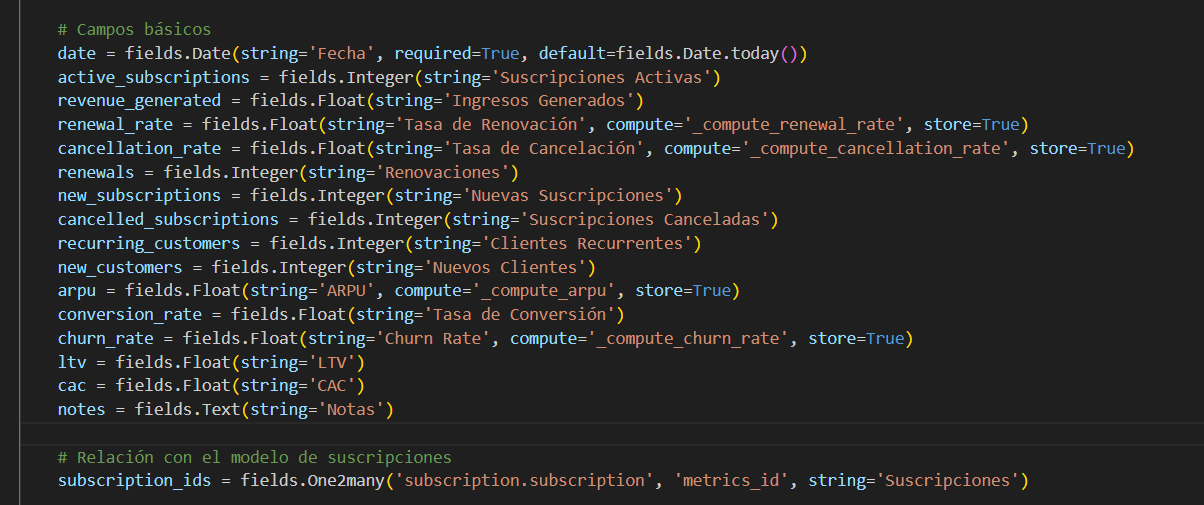 # Campos básicos
date = fields.Date(string='Fecha', required=True, default=fields.Date.today())
active_subscriptions = fields.Integer(string='Suscripciones Activas')
revenue_generated = fields.Float(string='Ingresos Generados')
renewal_rate = fields.Float(string='Tasa de Renovación', compute='_compute_renewal_rate', store=True)
cancellation_rate = fields.Float(string='Tasa de Cancelación', compute='_compute_cancellation_rate', store=True)
renewals = fields.Integer(string='Renovaciones')
new_subscriptions = fields.Integer(string='Nuevas Suscripciones')
cancelled_subscriptions = fields.Integer(string='Suscripciones Canceladas')
recurring_customers = fields.Integer(string='Clientes Recurrentes')
new_customers = fields.Integer(string='Nuevos Clientes')
arpu = fields.Float(string='ARPU', compute='_compute_arpu', store=True)
conversion_rate = fields.Float(string='Tasa de Conversión')
churn_rate = fields.Float(string='Churn Rate', compute='_compute_churn_rate', store=True)
ltv = fields.Float(string='LTV')
cac = fields.Float(string='CAC')
notes = fields.Text(string='Notas')
# Relación con el modelo de suscripciones
subscription_ids = fields.One2many('subscription.subscription', 'metrics_id', string='Suscripciones')